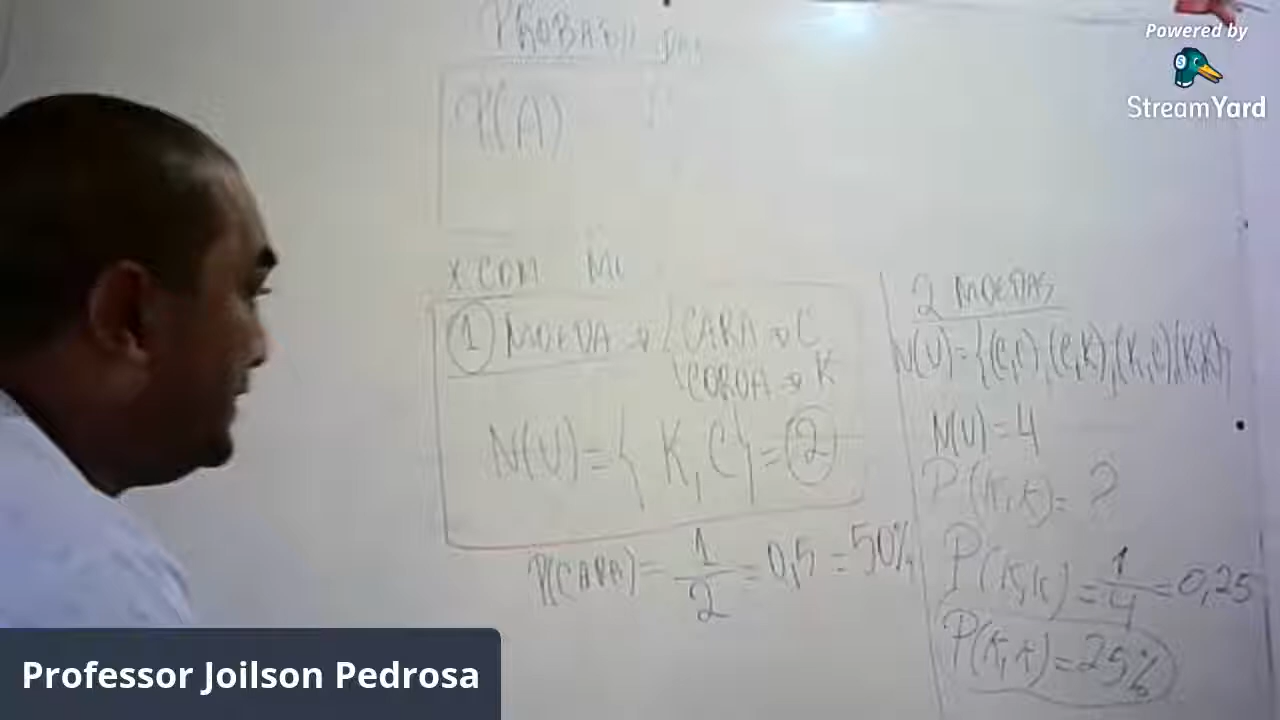 Powered by
StreamYard
P(A)
X COM
1 MOEDA → { CARA → C
COROA → K
N(U) = { K, C } = 2
P(CARA) = 1/2 = 0,5 = 50%
2 MOEDAS
N(U) = {(C,C),(C,K),(K,C)(K,K)}
N(U) = 4
P(K,K) = ?
P(K,K) = 1/4 = 0,25
P(K,K) = 25%
Professor Joilson Pedrosa